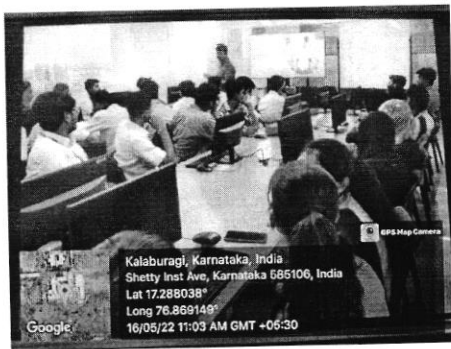 GPS Map Camera
Kalaburagi, Karnataka, India
Shetty Inst Ave, Karnataka 585106, India
Lat 17.288038°
Long 76.869149°
16/05/22 11:03 AM GMT +05:30
Google